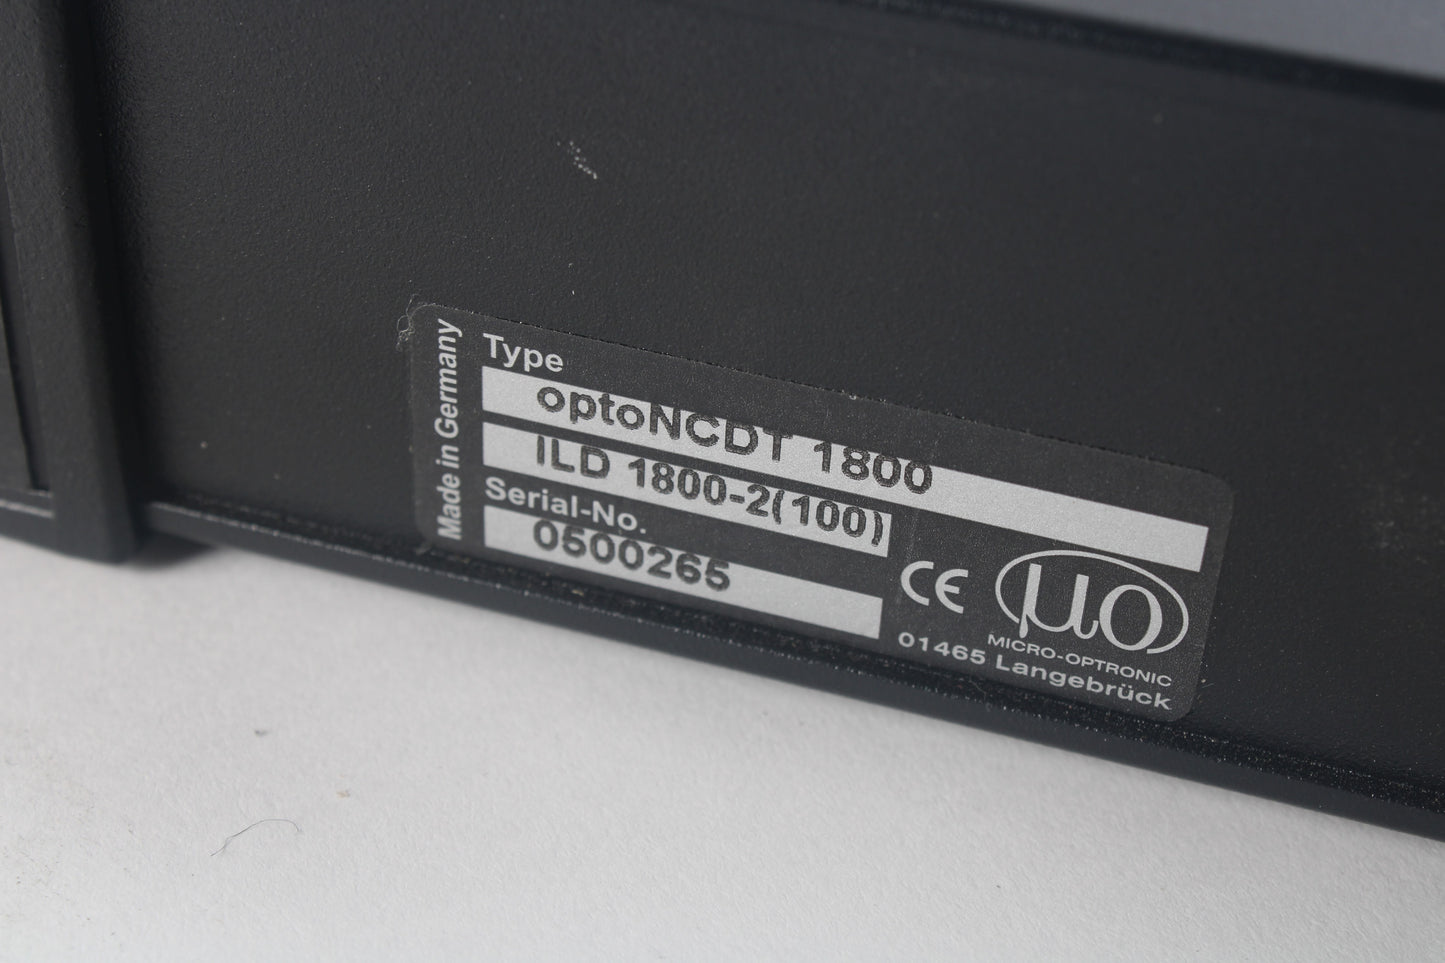 Made in Germany
Type
optoNCDT 1800
ILD 1800-2(100)
Serial-No.
0500265
CE
µo
MICRO-OPTRONIC
01465 Langebrück